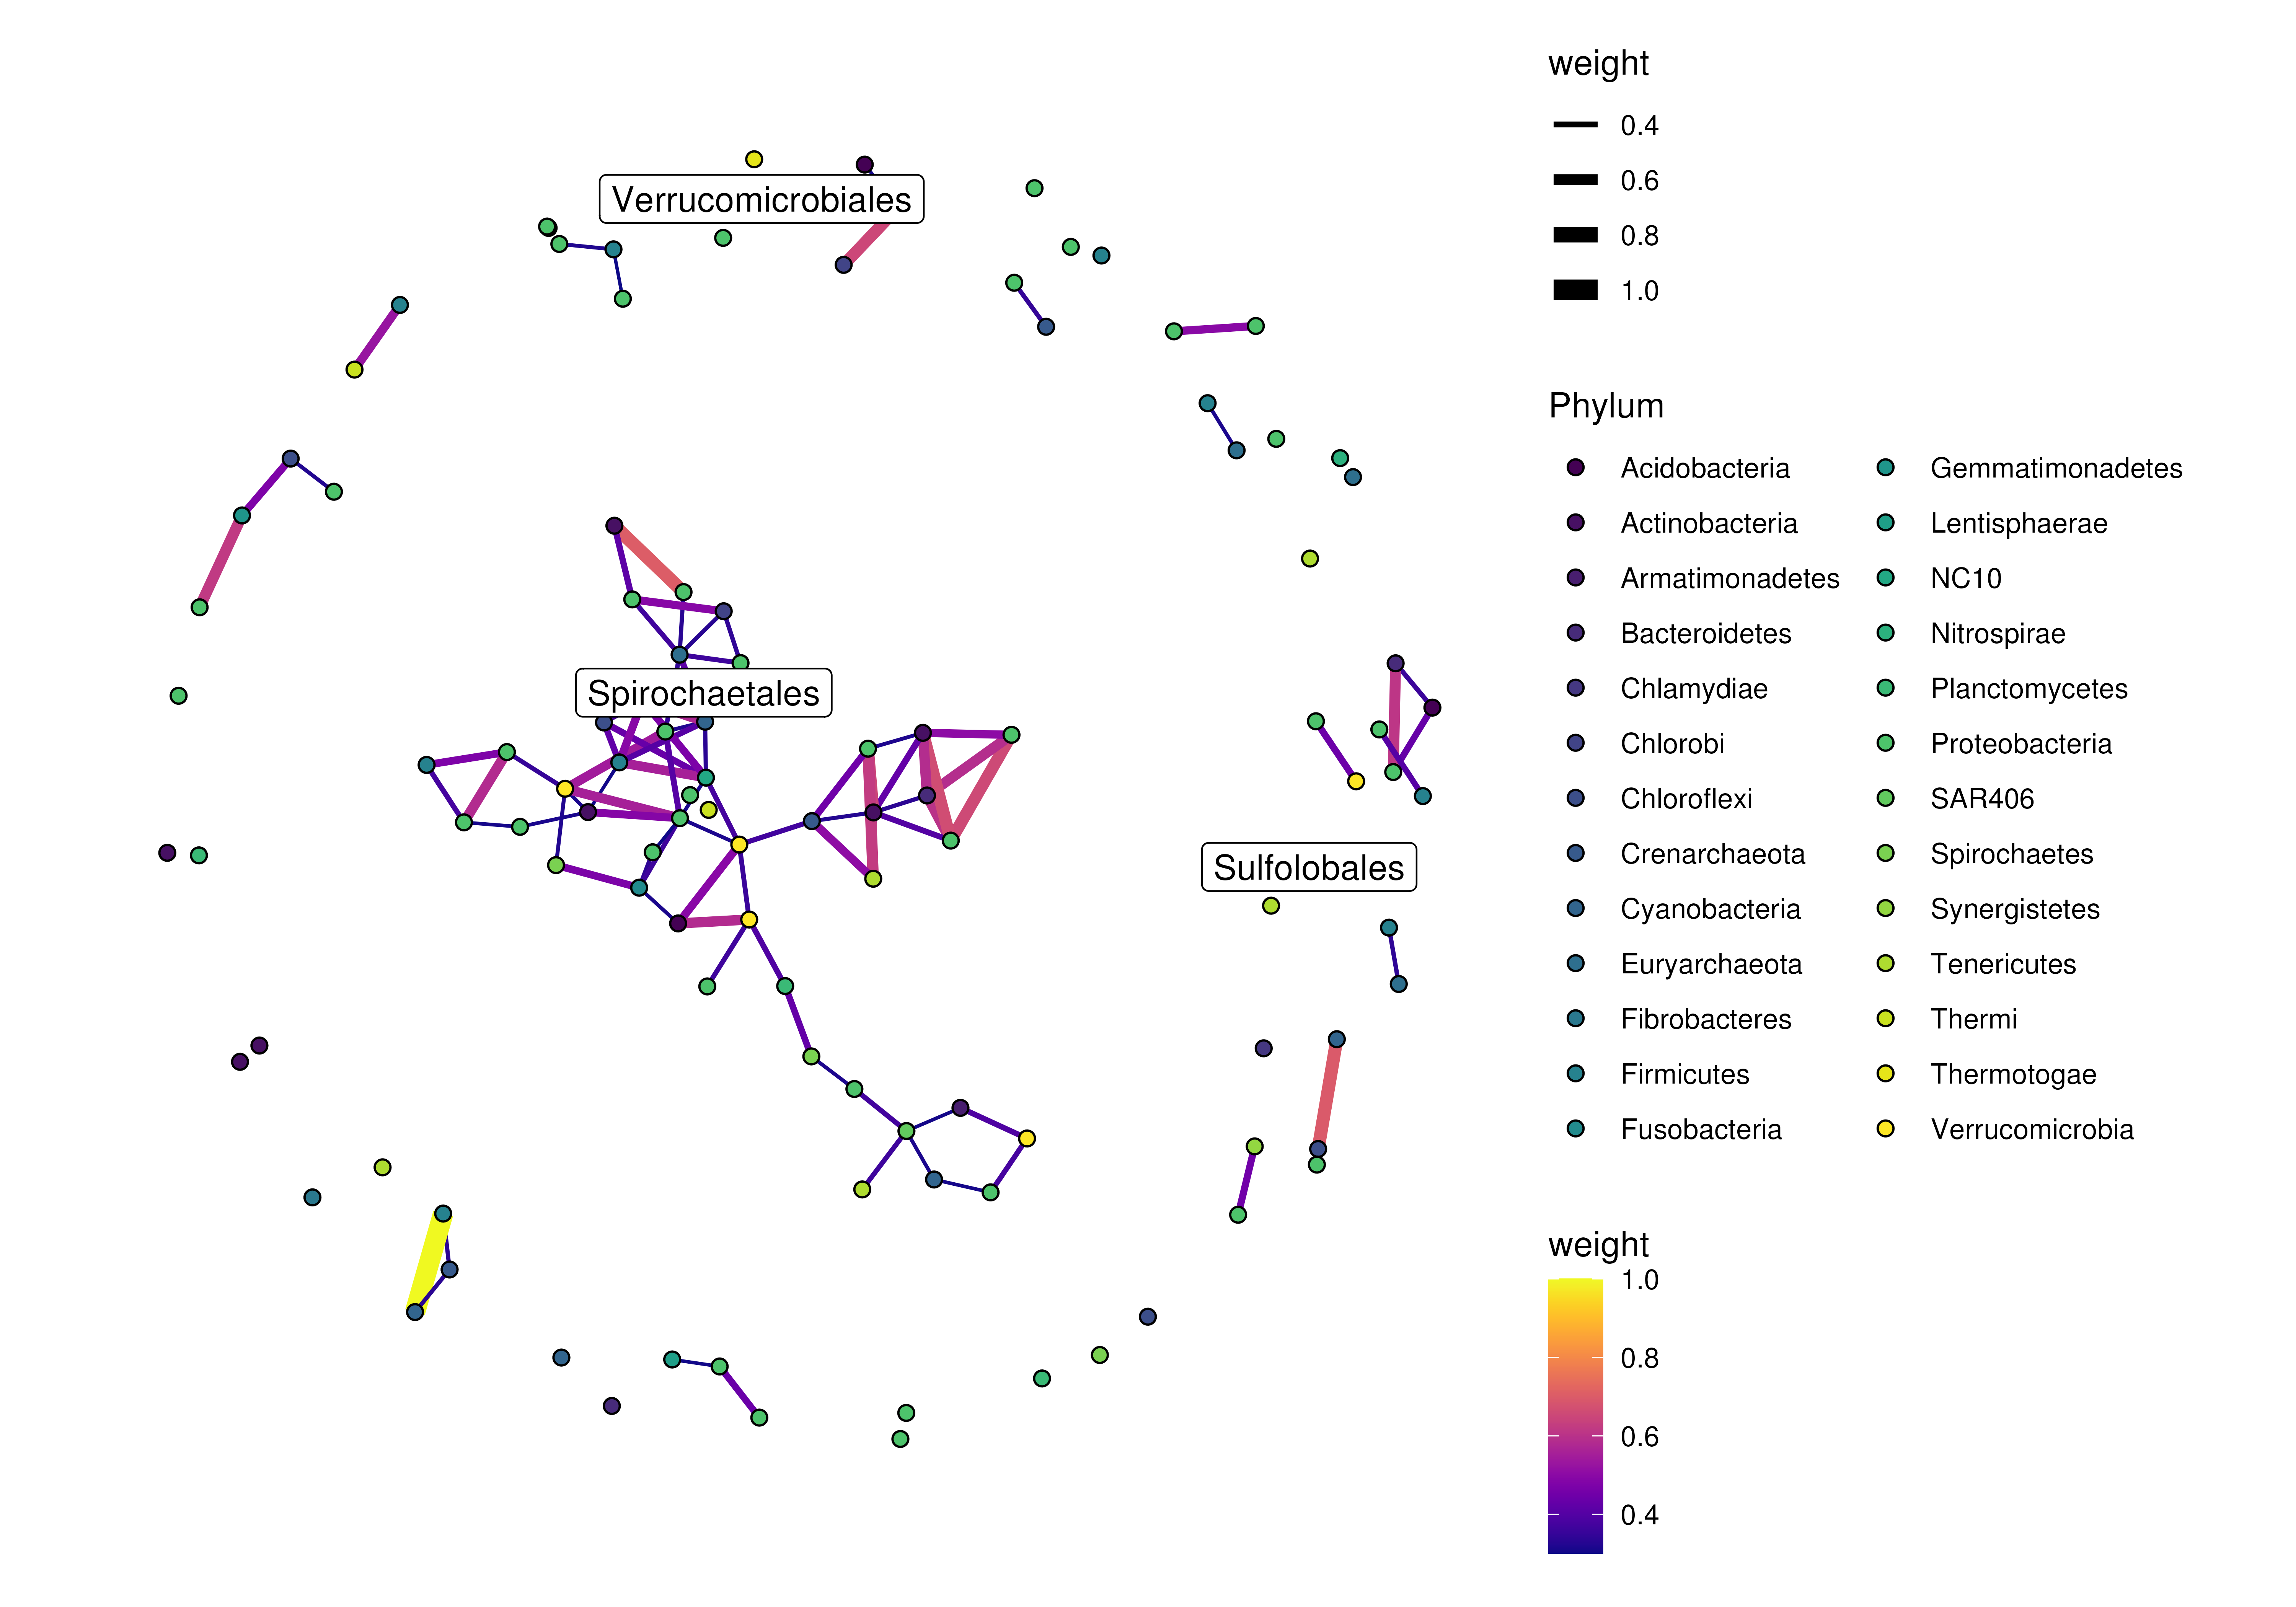 Verrucomicrobiales
Spirochaetales
Sulfolobales
weight
0.4
0.6
0.8
1.0
Phylum
Acidobacteria
Actinobacteria
Armatimonadetes
Bacteroidetes
Chlamydiae
Chlorobi
Chloroflexi
Crenarchaeota
Cyanobacteria
Euryarchaeota
Fibrobacteres
Firmicutes
Fusobacteria
Gemmatimonadetes
Lentisphaerae
NC10
Nitrospirae
Planctomycetes
Proteobacteria
SAR406
Spirochaetes
Synergistetes
Tenericutes
Thermi
Thermotogae
Verrucomicrobia
weight
1.0
0.8
0.6
0.4